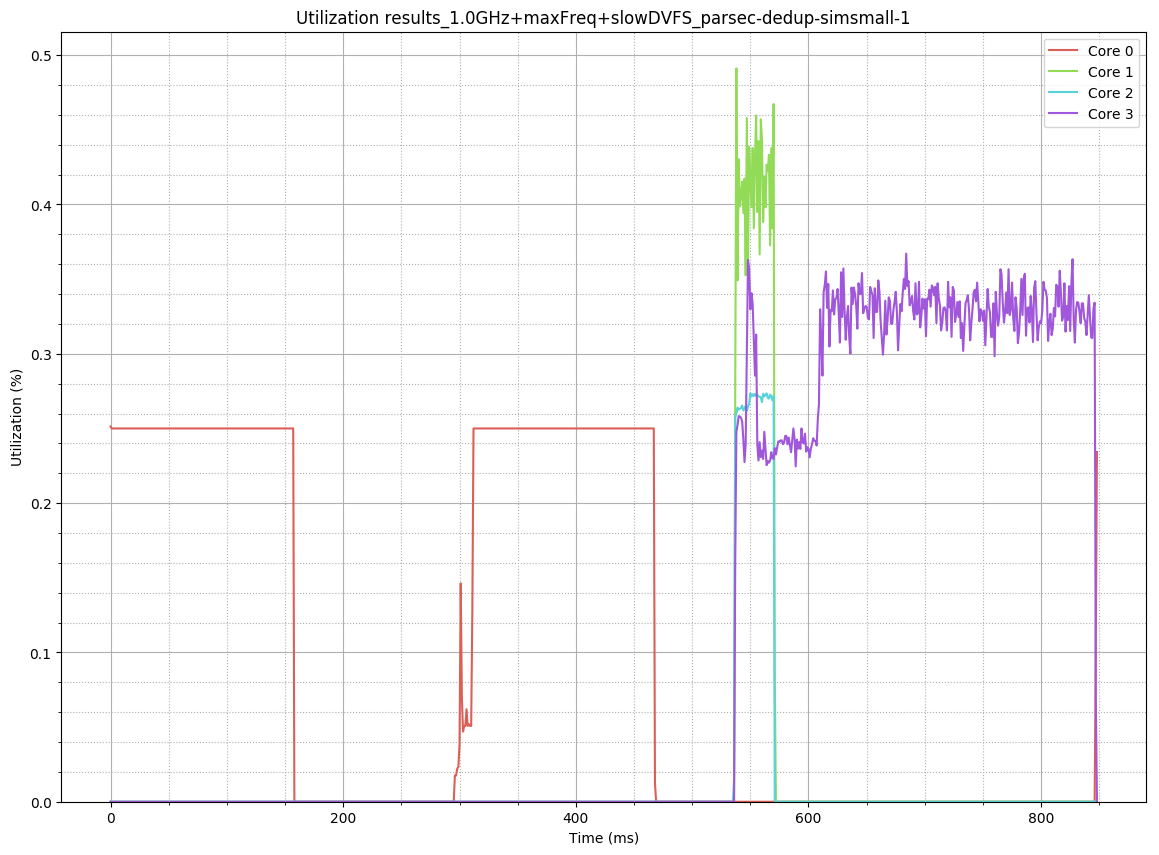 Utilization results_1.0GHz+maxFreq+slowDVFS_parsec-dedup-simsmall-1
Core 0
Core 1
Core 2
Core 3
Utilization (%)
0.5
0.4
0.3
0.2
0.1
0.0
0 200 400 600 800
Time (ms)